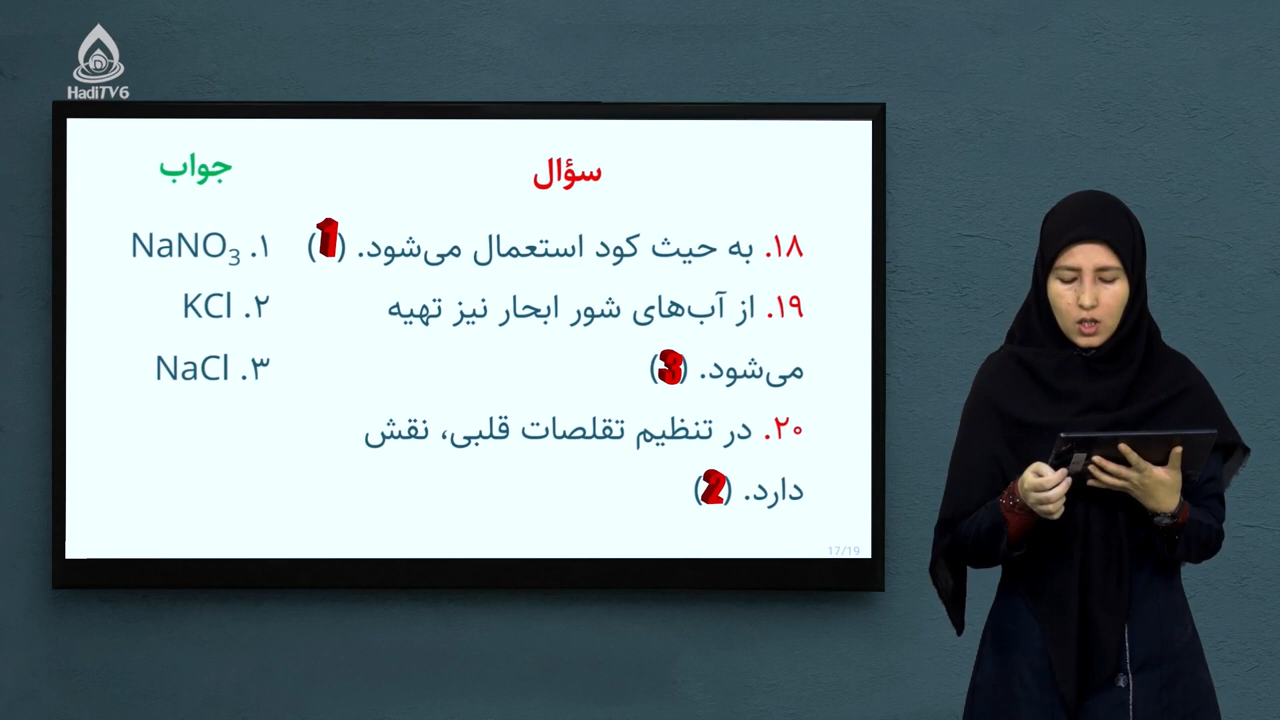 HadiTV6
سؤال
جواب
۱۸. به حیث کود استعمال می‌شود. (1)
۱۹. از آب‌های شور ابحار نیز تهیه
می‌شود. (3)
۲۰. در تنظیم تقلصات قلبی، نقش
دارد. (2)
۱. NaNO₃
۲. KCl
۳. NaCl
17/19